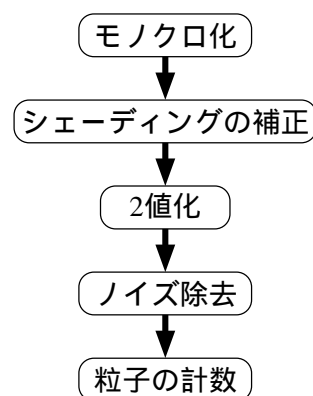 モノクロ化
シェーディングの補正
2値化
ノイズ除去
粒子の計数